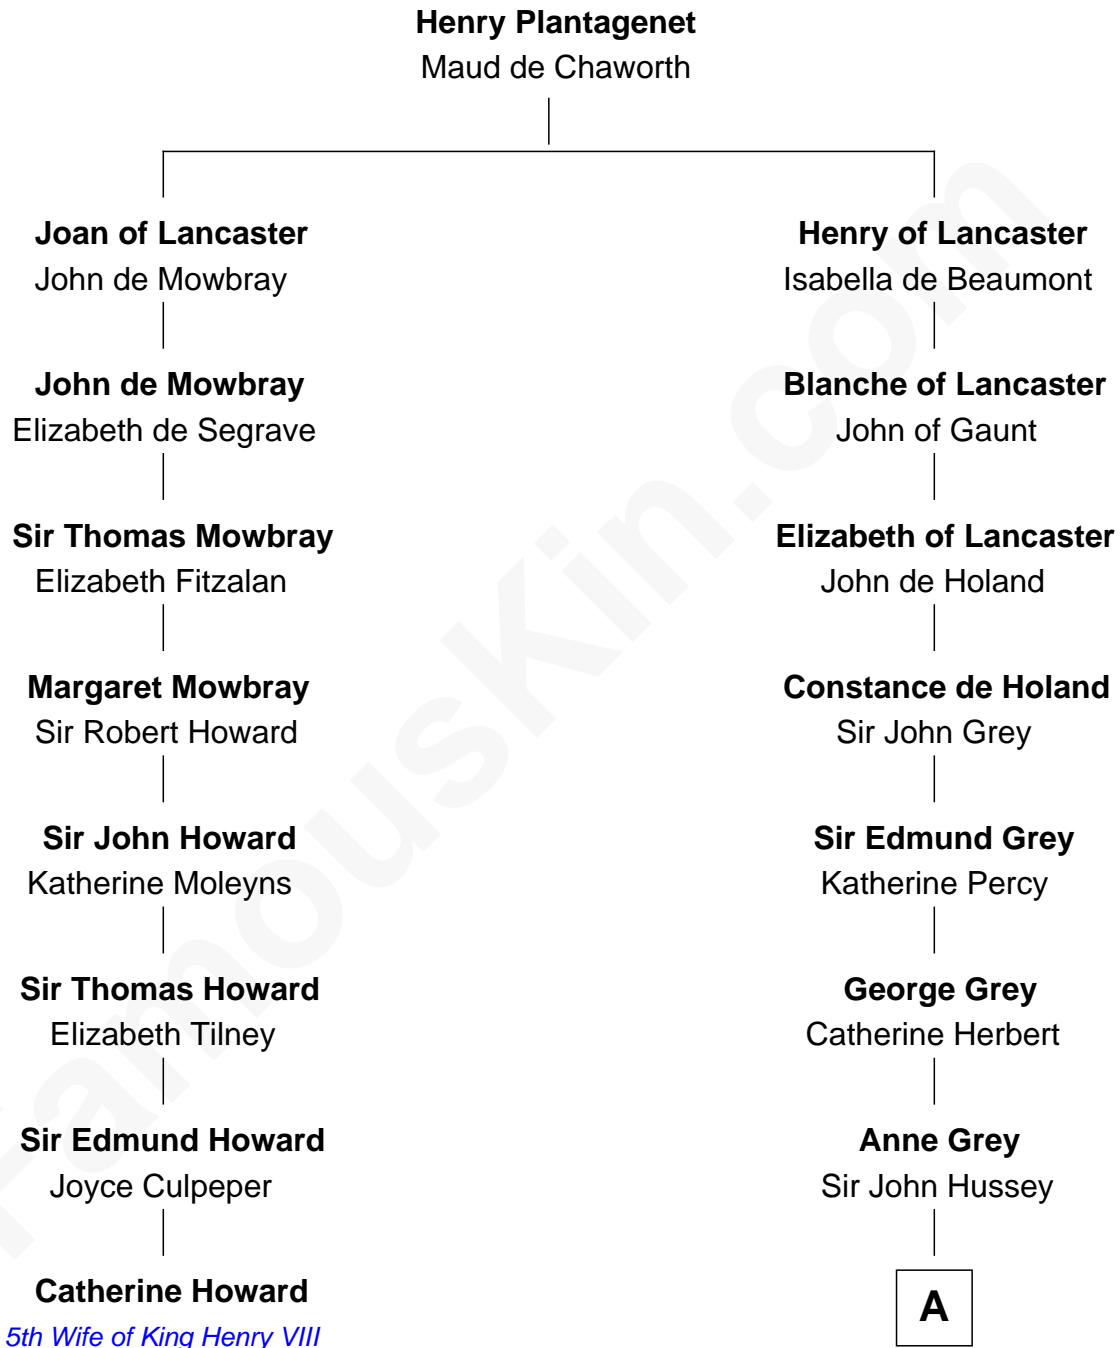 Henry Plantagenet
Maud de Chaworth
Joan of Lancaster
John de Mowbray
Henry of Lancaster
Isabella de Beaumont
John de Mowbray
Elizabeth de Segrave
Blanche of Lancaster
John of Gaunt
Sir Thomas Mowbray
Elizabeth Fitzalan
Elizabeth of Lancaster
John de Holand
Margaret Mowbray
Sir Robert Howard
Constance de Holand
Sir John Grey
Sir John Howard
Katherine Moleyns
Sir Edmund Grey
Katherine Percy
Sir Thomas Howard
Elizabeth Tilney
George Grey
Catherine Herbert
Sir Edmund Howard
Joyce Culpeper
Anne Grey
Sir John Hussey
Catherine Howard
5th Wife of King Henry VIII
A
FamousKin.com